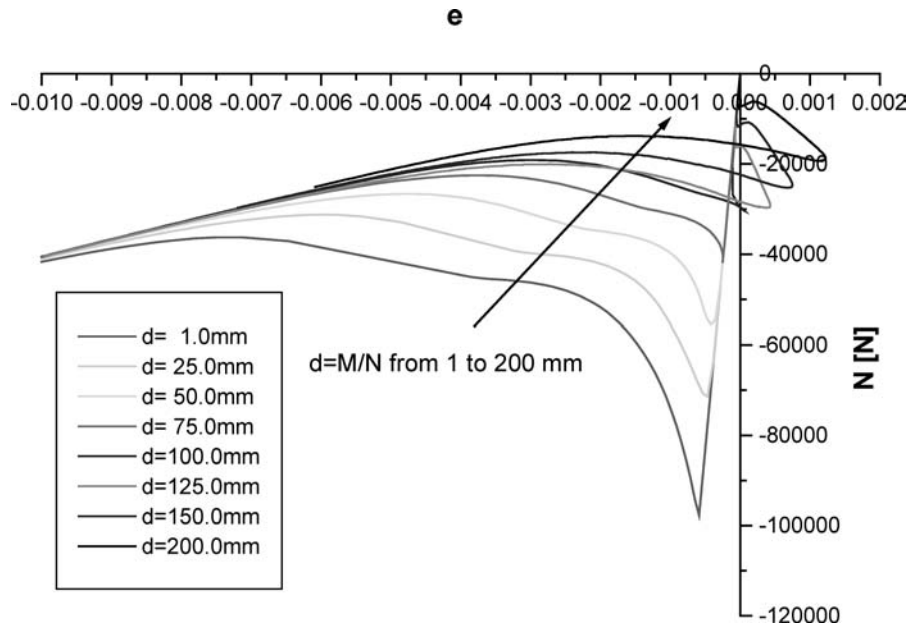 e
0
-0.010 -0.009 -0.008 -0.007 -0.006 -0.005 -0.004 -0.003 -0.002 -0.001 0.000 0.001 0.002
-20000
-40000
-60000
-80000
-100000
-120000
N [N]
d=M/N from 1 to 200 mm
d= 1.0mm
d= 25.0mm
d= 50.0mm
d= 75.0mm
d=100.0mm
d=125.0mm
d=150.0mm
d=200.0mm